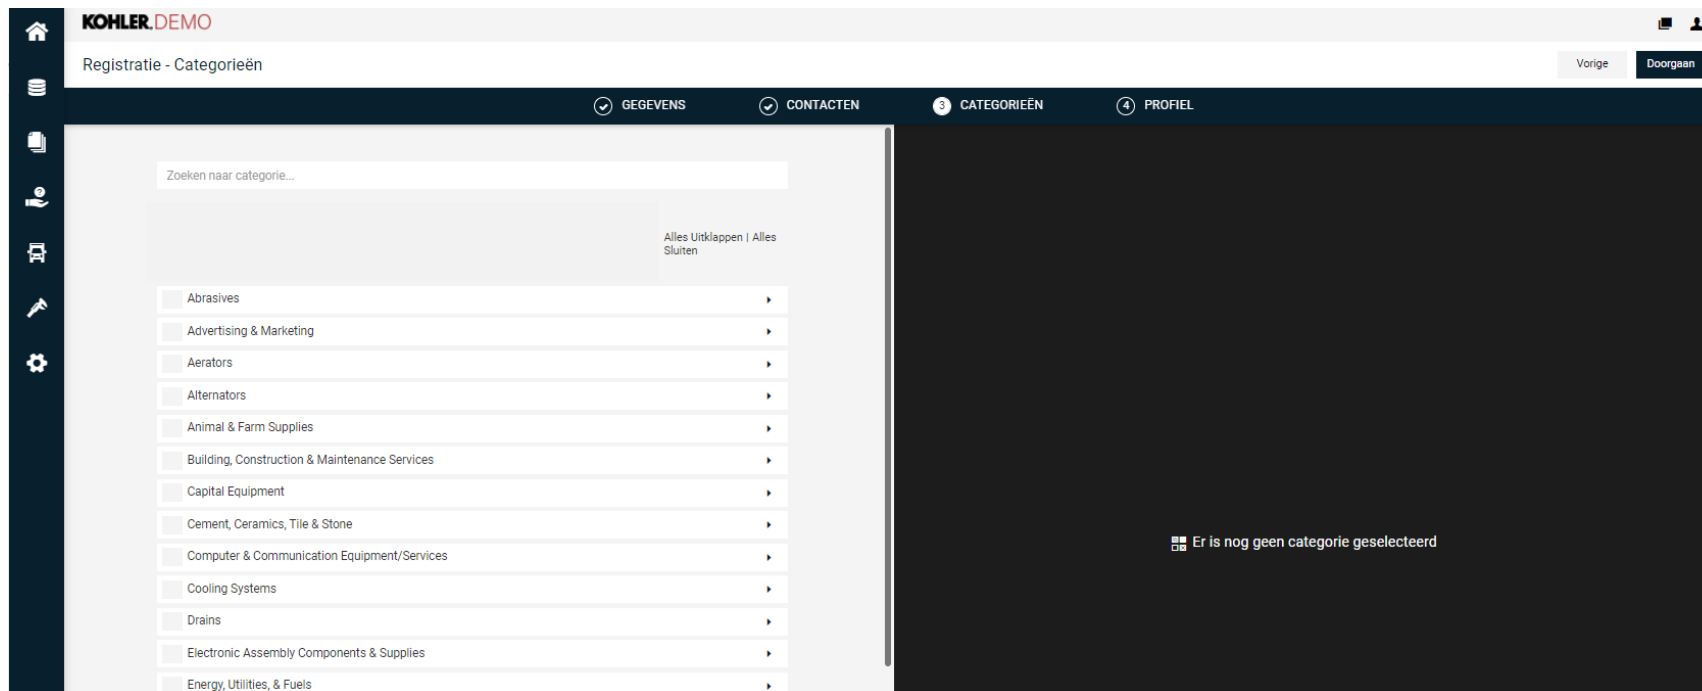 KOHLER.DEMO
Registratie - Categorieën
Vorige
Doorgaan
GEGEVENS
CONTACTEN
3 CATEGORIEËN
4 PROFIEL
Zoeken naar categorie...
Alles Uitklappen | Alles
Sluiten
Abrasives
Advertising & Marketing
Aerators
Alternators
Animal & Farm Supplies
Building, Construction & Maintenance Services
Capital Equipment
Cement, Ceramics, Tile & Stone
Computer & Communication Equipment/Services
Cooling Systems
Drains
Electronic Assembly Components & Supplies
Energy, Utilities, & Fuels
Er is nog geen categorie geselecteerd